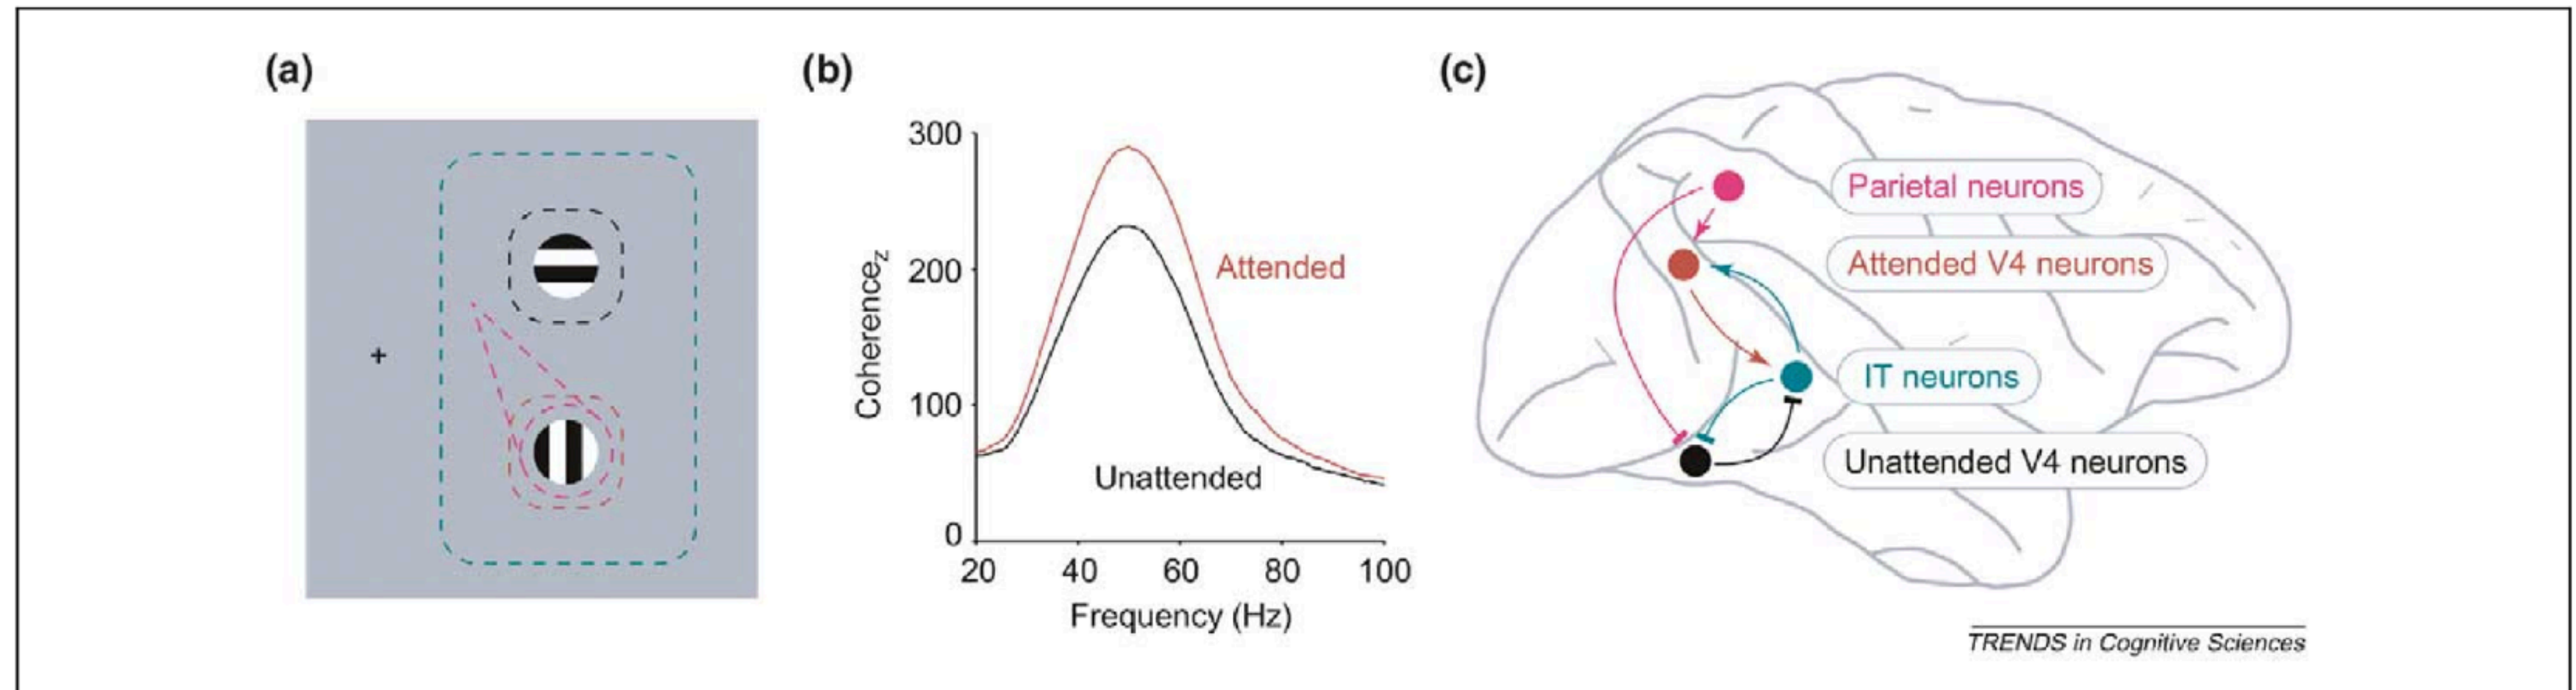 (a)
+
(b)
300
200
100
0
20 40 60 80 100
Coherencez
Frequency (Hz)
Attended
Unattended
(c)
Parietal neurons
Attended V4 neurons
IT neurons
Unattended V4 neurons
TRENDS in Cognitive Sciences